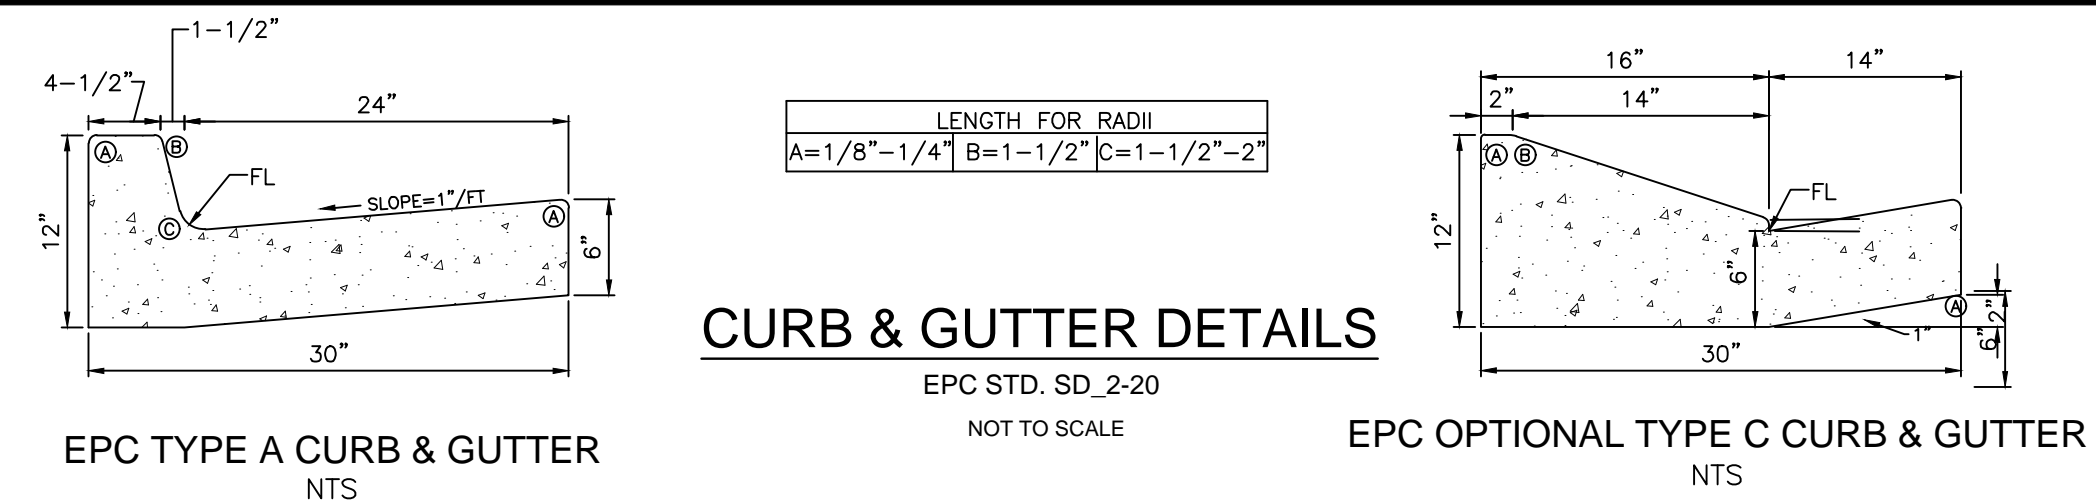 1-1/2"
4-1/2"
24"
A
B
FL
SLOPE=1"/FT
A
C
12"
6"
30"
EPC TYPE A CURB & GUTTER
NTS
LENGTH FOR RADII
A=1/8"-1/4" B=1-1/2" C=1-1/2"-2"
CURB & GUTTER DETAILS
EPC STD. SD_2-20
NOT TO SCALE
16" 14"
2" 14"
A B
FL
12"
6"
A
2"
6"
1"
30"
EPC OPTIONAL TYPE C CURB & GUTTER
NTS